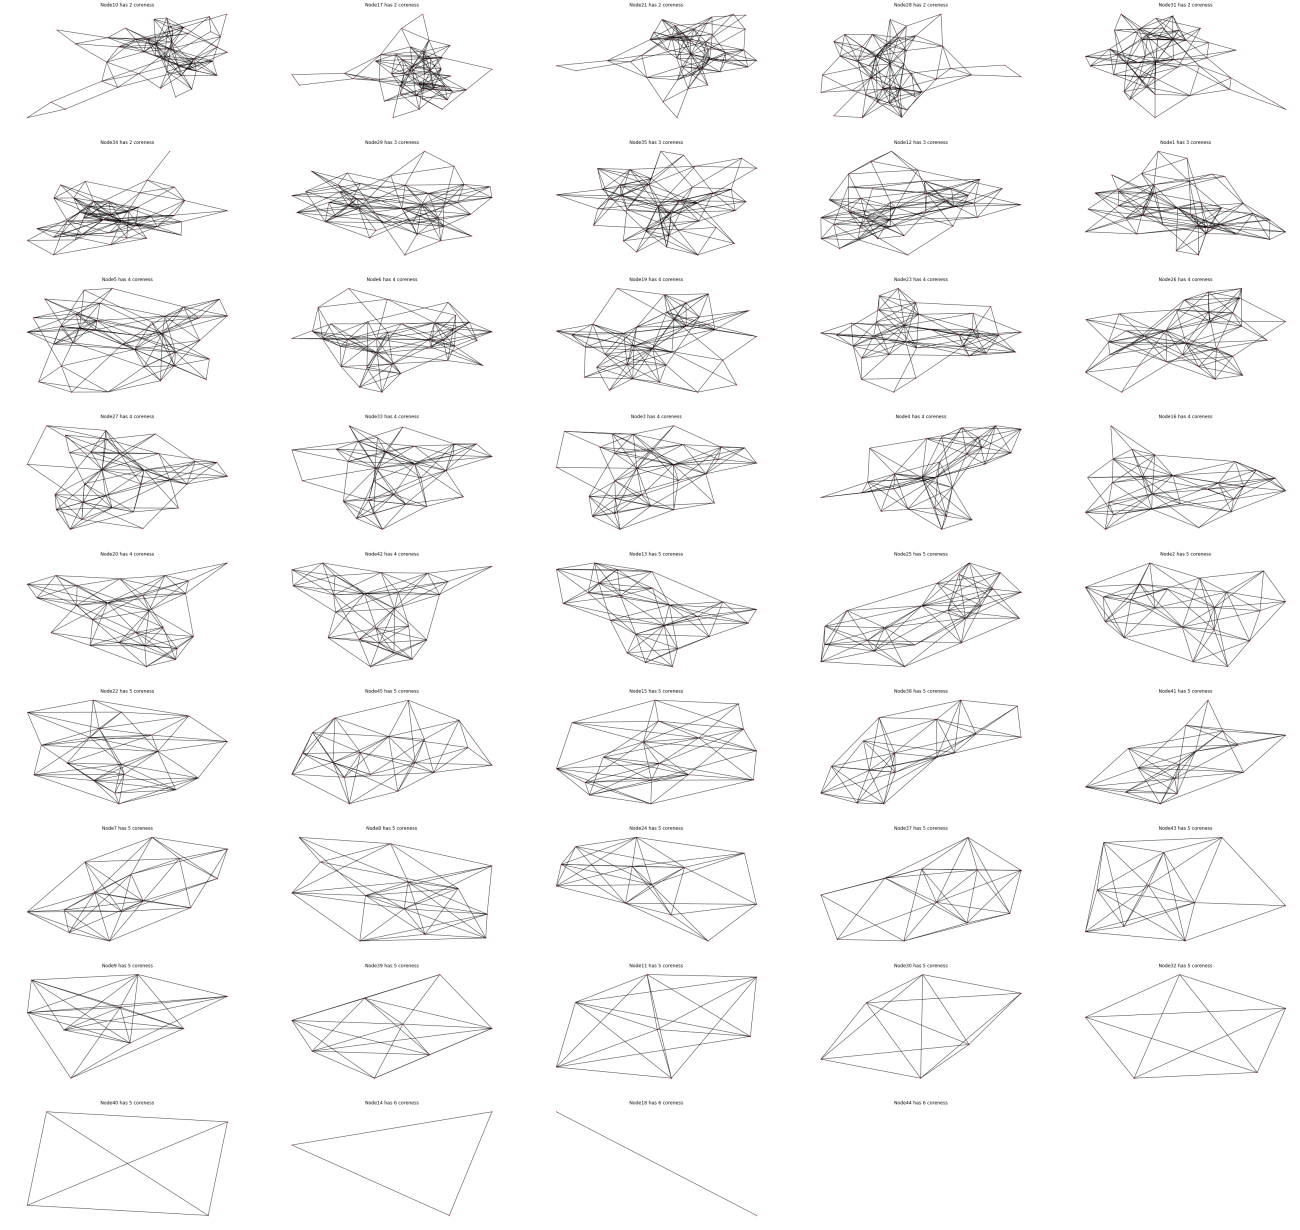 Node10 has 2 coreness
Node17 has 2 coreness
Node21 has 2 coreness
Node28 has 2 coreness
Node31 has 2 coreness
Node34 has 2 coreness
Node29 has 3 coreness
Node35 has 3 coreness
Node12 has 3 coreness
Node1 has 3 coreness
Node5 has 4 coreness
Node6 has 4 coreness
Node19 has 4 coreness
Node23 has 4 coreness
Node26 has 4 coreness
Node27 has 4 coreness
Node33 has 4 coreness
Node3 has 4 coreness
Node4 has 4 coreness
Node16 has 4 coreness
Node20 has 4 coreness
Node42 has 4 coreness
Node13 has 5 coreness
Node25 has 5 coreness
Node2 has 5 coreness
Node22 has 5 coreness
Node45 has 5 coreness
Node15 has 5 coreness
Node38 has 5 coreness
Node41 has 5 coreness
Node7 has 5 coreness
Node8 has 5 coreness
Node24 has 5 coreness
Node37 has 5 coreness
Node43 has 5 coreness
Node9 has 5 coreness
Node39 has 5 coreness
Node11 has 5 coreness
Node30 has 5 coreness
Node32 has 5 coreness
Node40 has 5 coreness
Node14 has 6 coreness
Node18 has 6 coreness
Node44 has 6 coreness